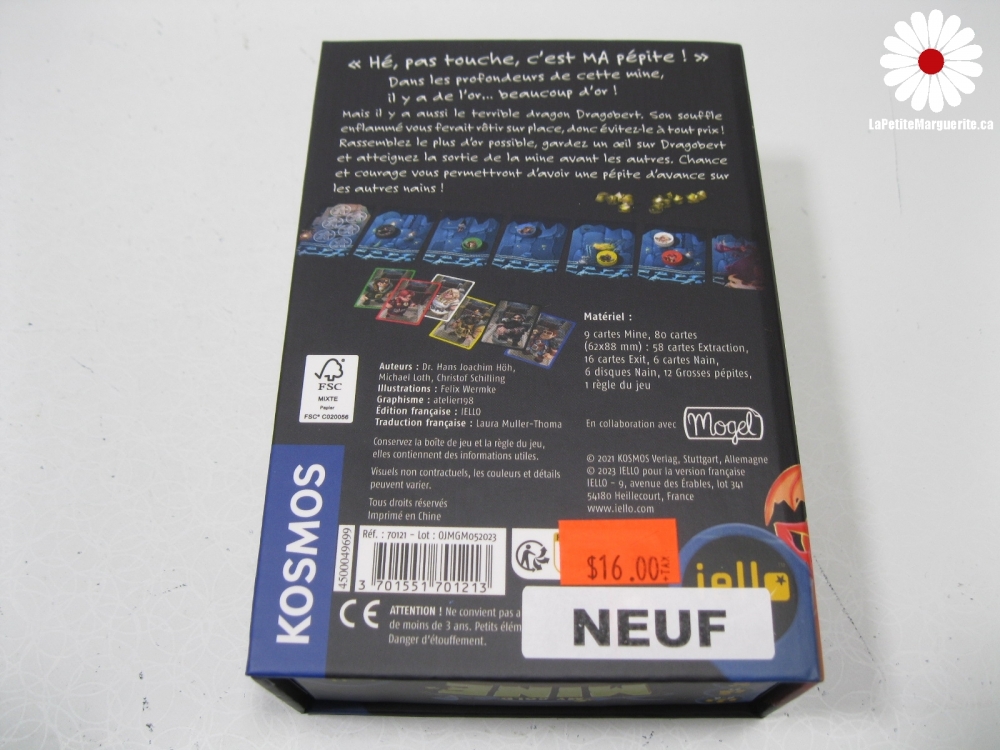 LaPetiteMarguerite.ca
« Hé, pas touche, c'est MA pépite ! »
Dans les profondeurs de cette mine,
il y a de l'or... beaucoup d'or !
Mais il y a aussi le terrible dragon Dragobert. Son souffle
enflammé vous ferait rôtir sur place, donc évitez-le à tout prix !
Rassemblez le plus d'or possible, gardez un œil sur Dragobert
et atteignez la sortie de la mine avant les autres. Chance
et courage vous permettront d'avoir une pépite d'avance sur
les autres nains !
Matériel :
9 cartes Mine, 80 cartes
(62x88 mm) : 58 cartes Extraction,
16 cartes Exit, 6 cartes Nain,
6 disques Nain, 12 Grosses pépites,
1 règle du jeu
FSC
MIXTE
Papier
FSC® C020056
Auteurs : Dr. Hans Joachim Höh,
Michael Loth, Christof Schilling
Illustrations : Felix Wermke
Graphisme : atelier198
Édition française : IELLO
Traduction française : Laura Muller-Thoma
En collaboration avec Mogel
Conservez la boîte de jeu et la règle du jeu,
elles contiennent des informations utiles.
Visuels non contractuels, les couleurs et détails
peuvent varier.
Tous droits réservés
Imprimé en Chine
© 2021 KOSMOS Verlag, Stuttgart, Allemagne
© 2023 IELLO pour la version française
IELLO – 9, avenue des Érables, lot 341
54180 Heillecourt, France
www.iello.com
KOSMOS
4500049699
Réf. : 70121 – Lot : 0JMGM052023
3 701551 701213
$16.00
+TAX
iello
CE
ATTENTION ! Ne convient pas a
de moins de 3 ans. Petits élém
Danger d'étouffement.
NEUF
MINE